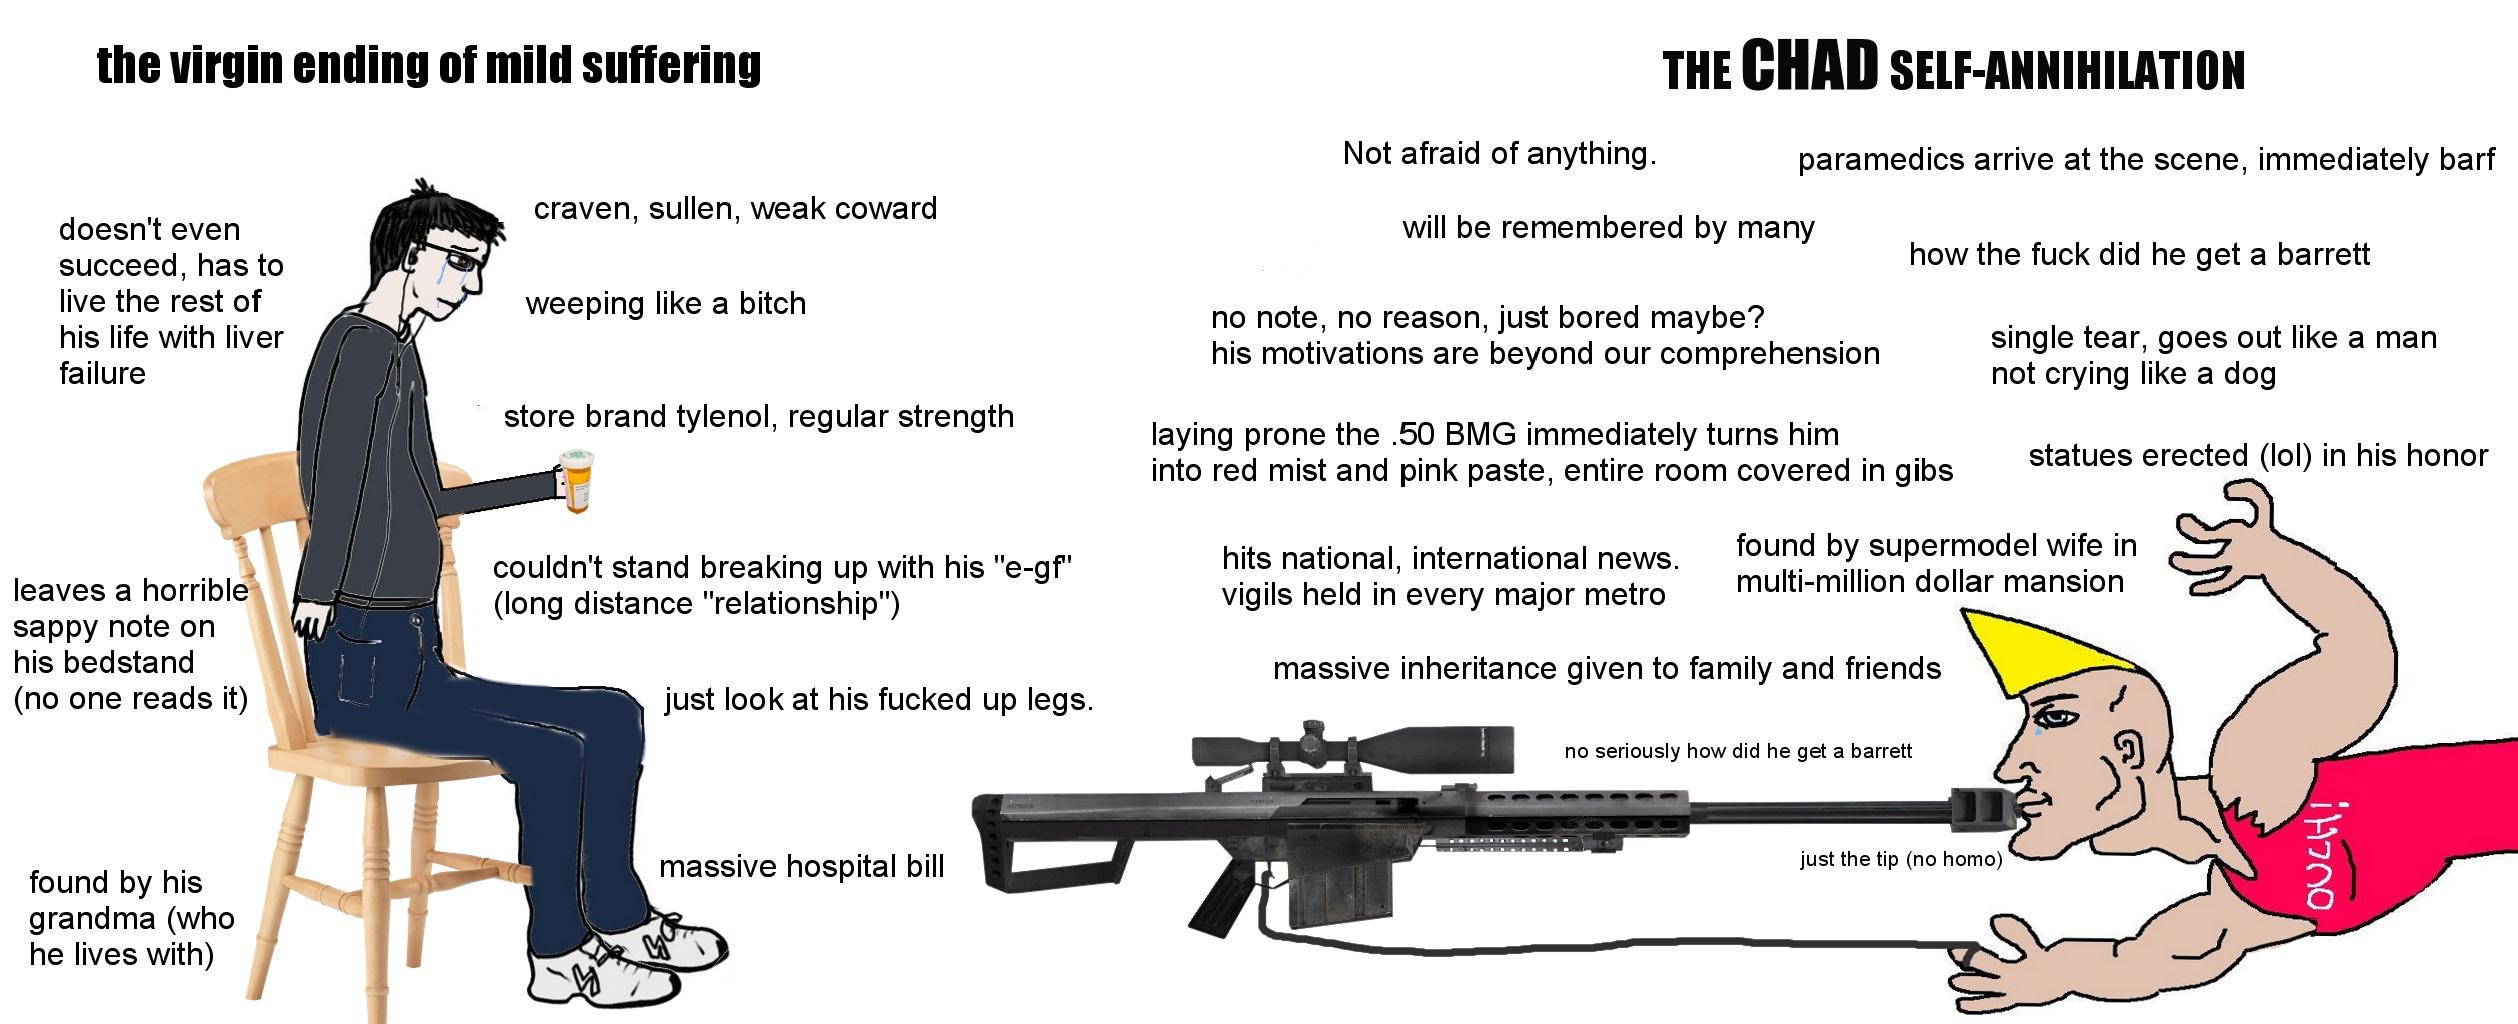 the virgin ending of mild suffering
doesn't even
succeed, has to
live the rest of
his life with liver
failure
craven, sullen, weak coward
weeping like a bitch
store brand tylenol, regular strength
couldn't stand breaking up with his "e-gf"
(long distance "relationship")
leaves a horrible
sappy note on
his bedstand
(no one reads it)
just look at his fucked up legs.
found by his
grandma (who
he lives with)
massive hospital bill
THE CHAD SELF-ANNIHILATION
Not afraid of anything.
paramedics arrive at the scene, immediately barf
will be remembered by many
how the fuck did he get a barrett
no note, no reason, just bored maybe?
his motivations are beyond our comprehension
single tear, goes out like a man
not crying like a dog
laying prone the .50 BMG immediately turns him
into red mist and pink paste, entire room covered in gibs
statues erected (lol) in his honor
hits national, international news.
vigils held in every major metro
found by supermodel wife in
multi-million dollar mansion
massive inheritance given to family and friends
no seriously how did he get a barrett
just the tip (no homo)